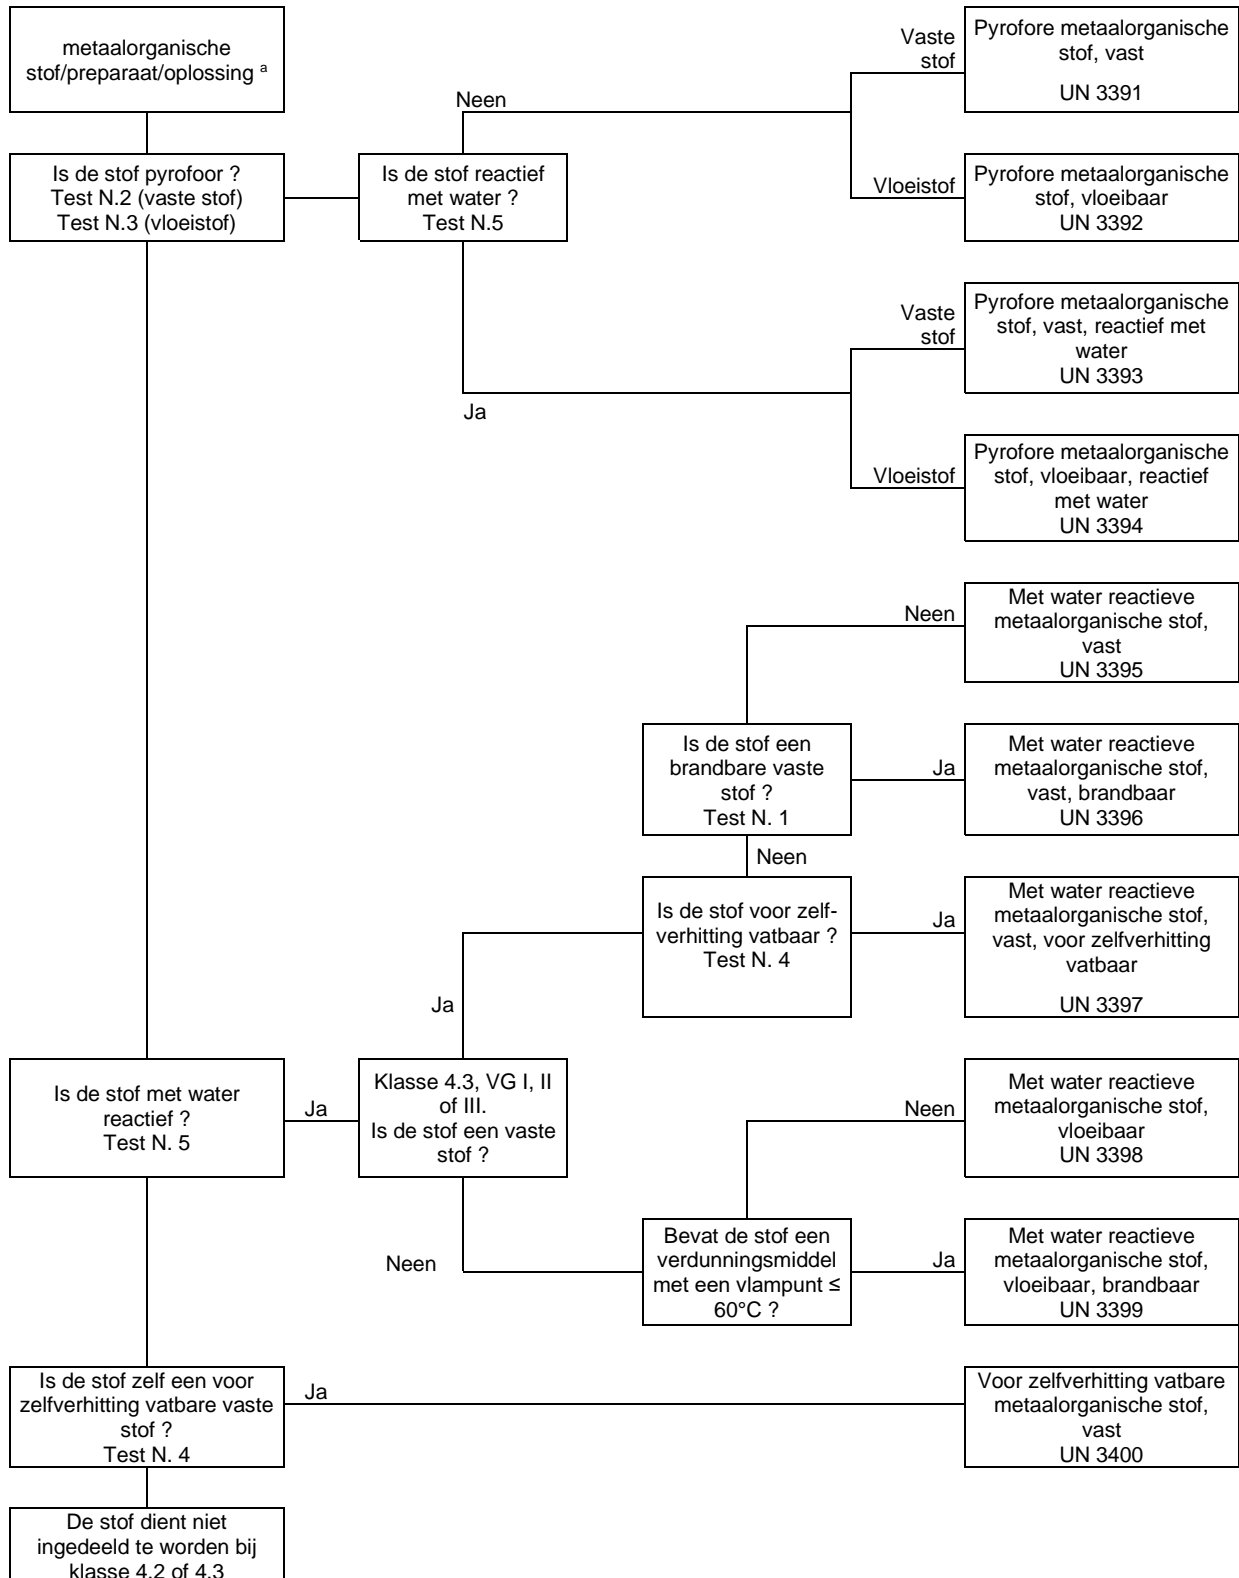 metaalorganische
stof/preparaat/oplossing a
Neen
Vaste
stof
Pyrofore metaalorganische
stof, vast
UN 3391
Is de stof pyrofoor ?
Test N.2 (vaste stof)
Test N.3 (vloeistof)
Is de stof reactief
met water ?
Test N.5
Vloeistof
Pyrofore metaalorganische
stof, vloeibaar
UN 3392
Vaste
stof
Pyrofore metaalorganische
stof, vast, reactief met
water
UN 3393
Ja
Vloeistof
Pyrofore metaalorganische
stof, vloeibaar, reactief
met water
UN 3394
Neen
Met water reactieve
metaalorganische stof,
vast
UN 3395
Is de stof een
brandbare vaste
stof ?
Test N. 1
Ja
Met water reactieve
metaalorganische stof,
vast, brandbaar
UN 3396
Neen
Is de stof voor zelf-
verhitting vatbaar ?
Test N. 4
Ja
Met water reactieve
metaalorganische stof,
vast, voor zelfverhitting
vatbaar
UN 3397
Ja
Is de stof met water
reactief ?
Test N. 5
Ja
Klasse 4.3, VG I, II
of III.
Is de stof een vaste
stof ?
Neen
Met water reactieve
metaalorganische stof,
vloeibaar
UN 3398
Neen
Bevat de stof een
verdunningsmiddel
met een vlampunt ≤
60°C ?
Ja
Met water reactieve
metaalorganische stof,
vloeibaar, brandbaar
UN 3399
Is de stof zelf een voor
zelfverhitting vatbare vaste
stof ?
Test N. 4
Ja
Voor zelfverhitting vatbare
metaalorganische stof,
vast
UN 3400
De stof dient niet
ingedeeld te worden bij
klasse 4.2 of 4.3